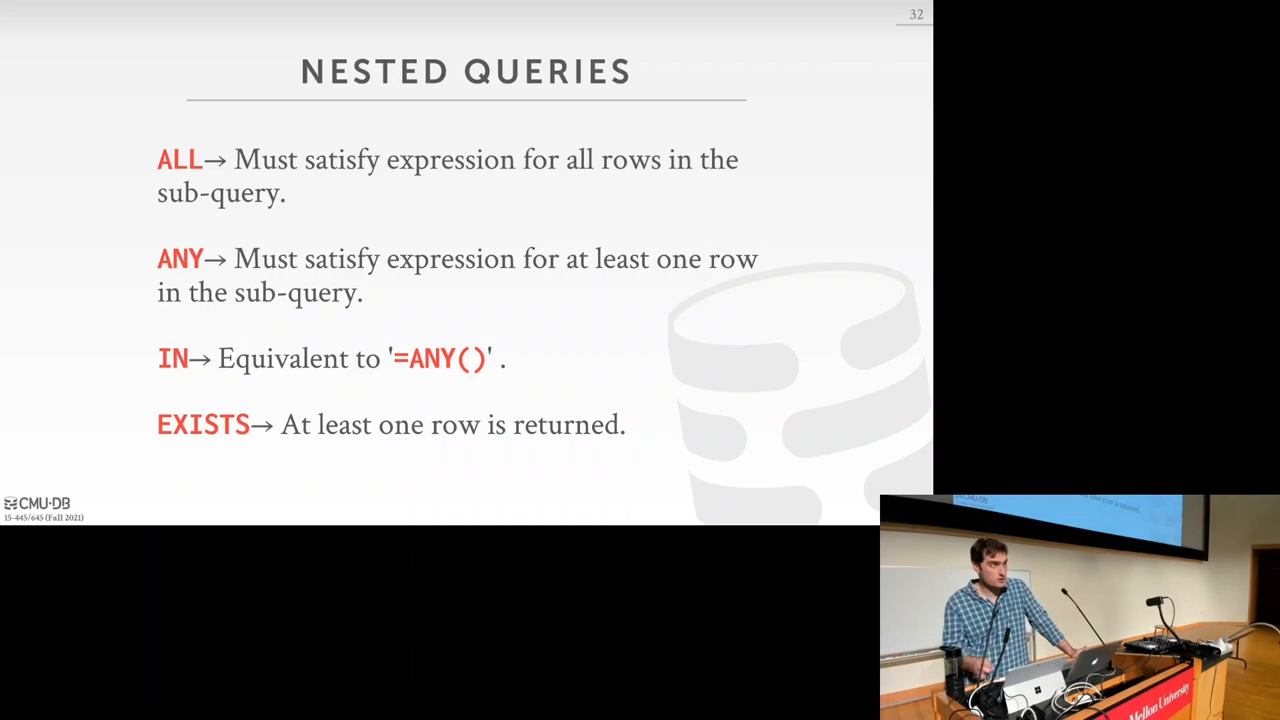 32
NESTED QUERIES
ALL→ Must satisfy expression for all rows in the
sub-query.
ANY→ Must satisfy expression for at least one row
in the sub-query.
IN→ Equivalent to '=ANY()' .
EXISTS→ At least one row is returned.
CMU·DB
15-445/645 (Fall 2021)
Mellon University